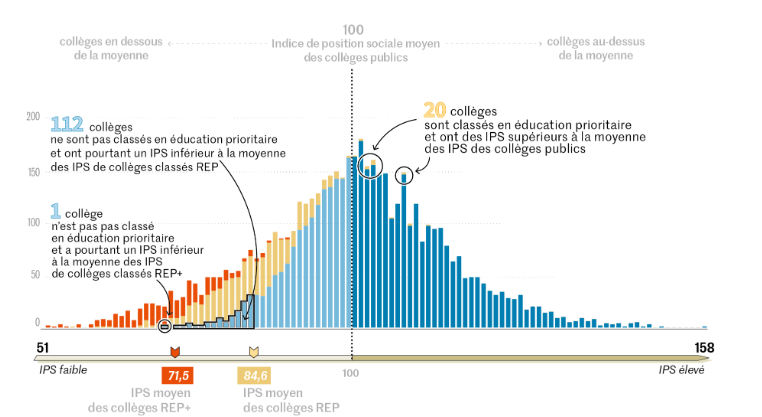 100
collèges en dessous
de la moyenne
Indice de position sociale moyen
des collèges publics
collèges au-dessus
de la moyenne
200
150
100
50
0
112 collèges
ne sont pas classés en éducation prioritaire
et ont pourtant un IPS inférieur à la moyenne
des IPS de collèges classés REP
20 collèges
sont classés en éducation prioritaire
et ont des IPS supérieurs à la moyenne
des IPS des collèges publics
1 collège
n'est pas pas classé
en éducation prioritaire
et a pourtant un IPS inférieur
à la moyenne des IPS
de collèges classés REP+
51
158
IPS faible
71,5
84,6
100
IPS élevé
IPS moyen
des collèges REP+
IPS moyen
des collèges REP